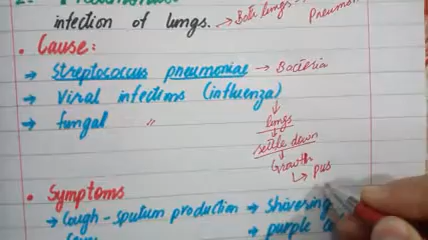 infection of lungs. → Both lungs.
• Cause:
→ Streptococcus pneumoniae → Bacteria
→ Viral infections (influenza)
→ fungal "
↓
lungs
↓
settle down
↓
Growth
↳ pus
• Symptoms
→ Cough - sputum production → shivering
→ purple